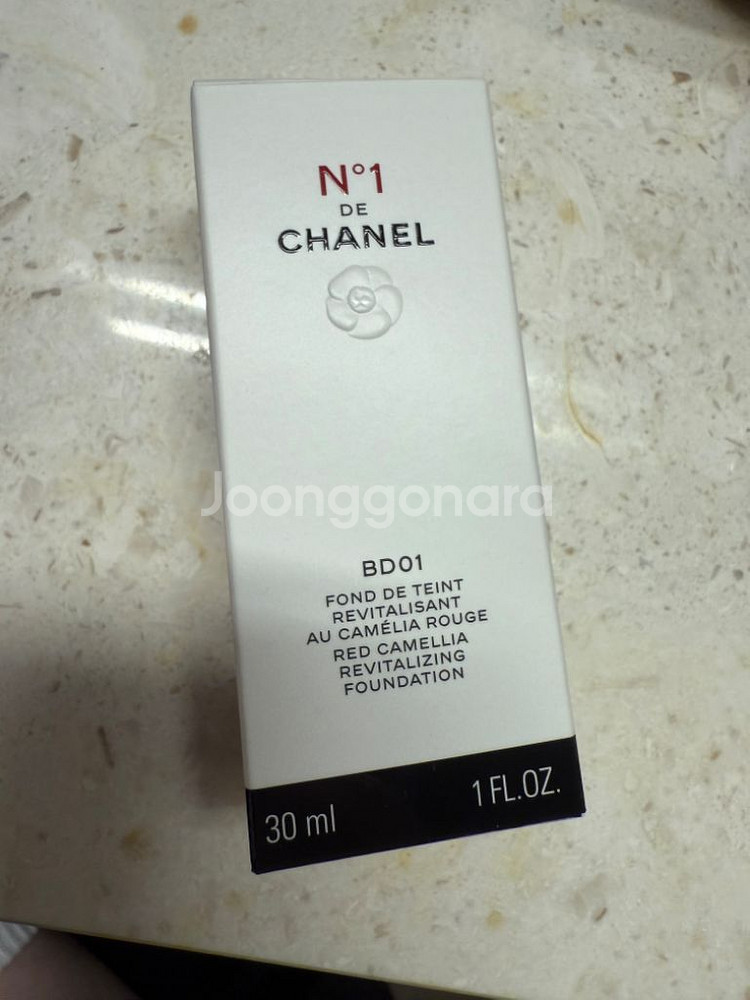 N°1
DE
CHANEL
Joonggonara
BD01
FOND DE TEINT
REVITALISANT
AU CAMÉLIA ROUGE
RED CAMELLIA
REVITALIZING
FOUNDATION
30 ml
1 FL.OZ.